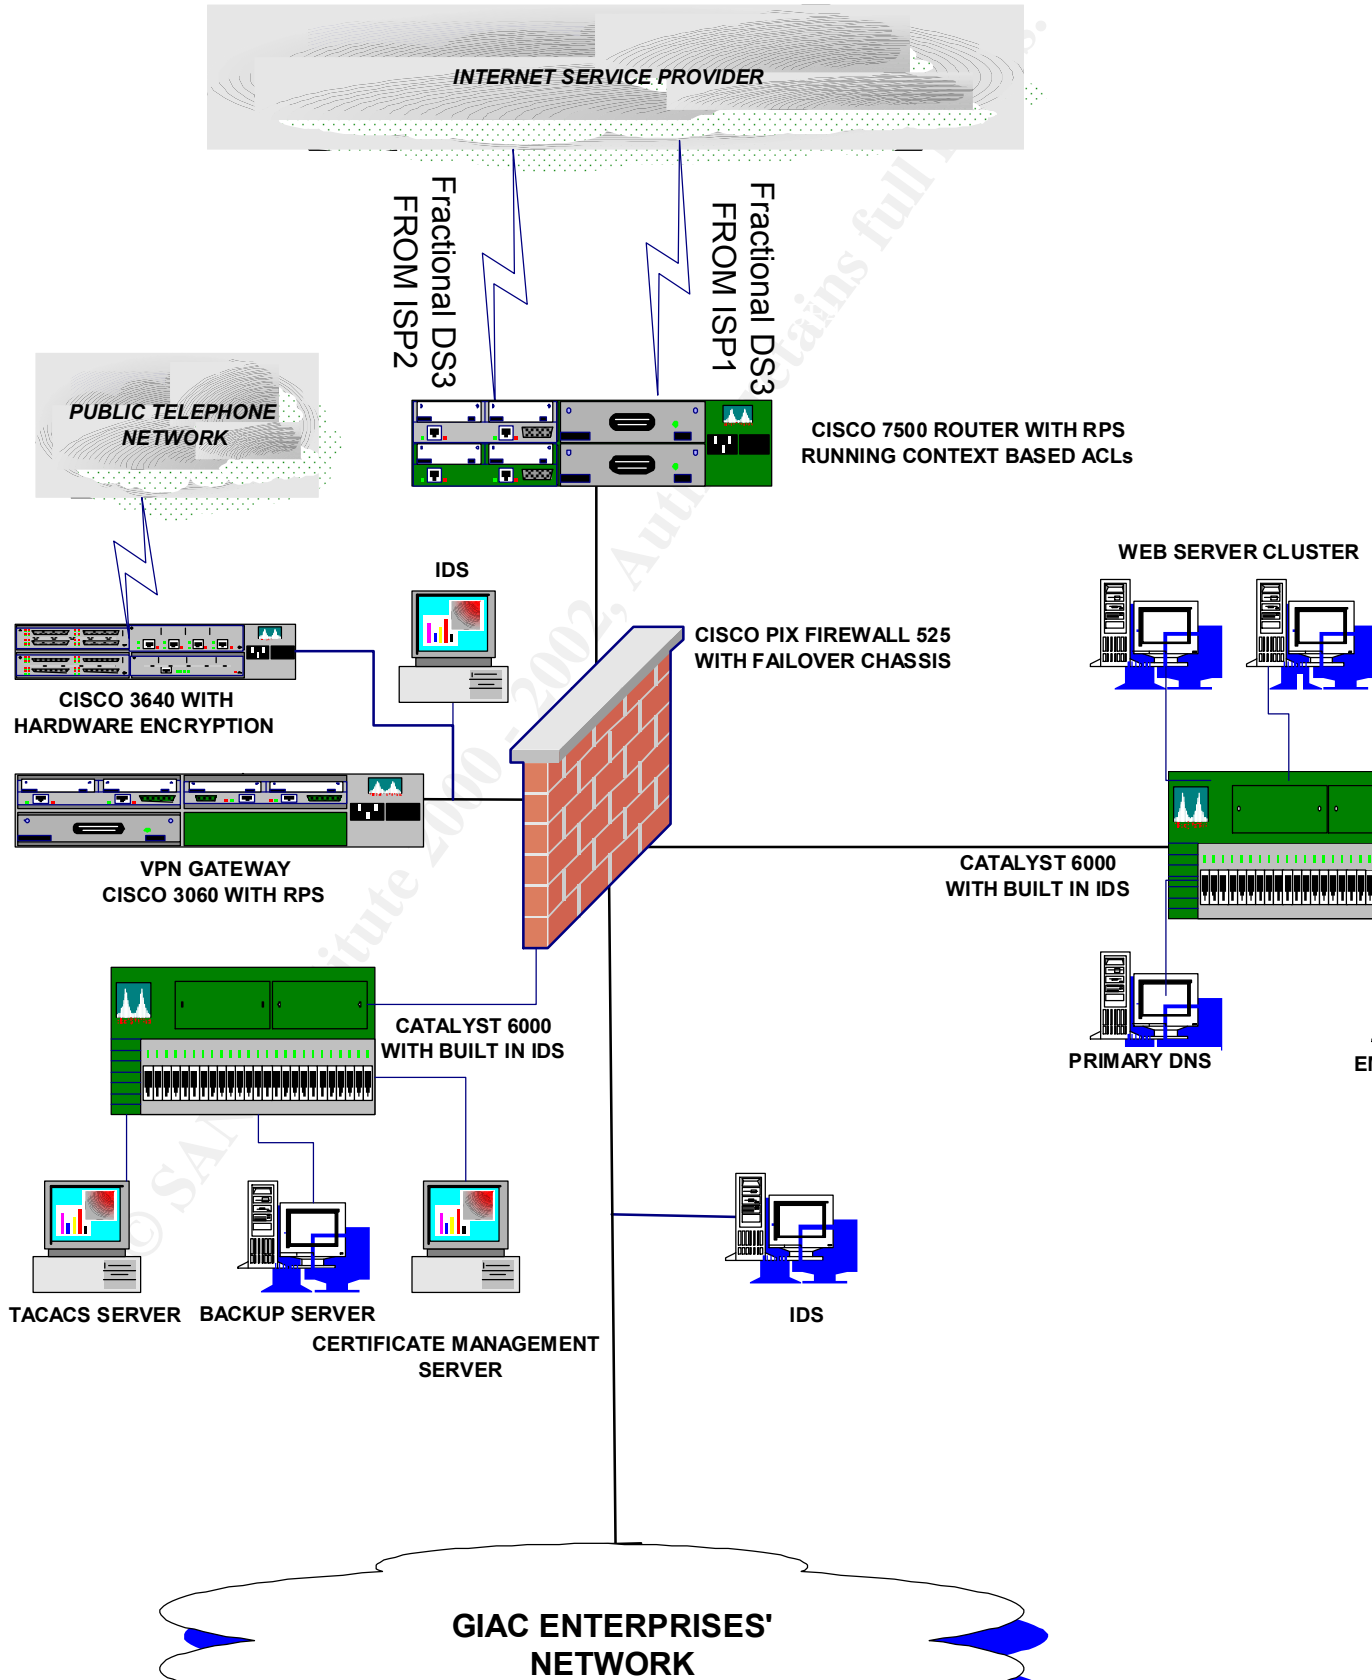 INTERNET SERVICE PROVIDER
Fractional DS3
FROM ISP2
Fractional DS3
FROM ISP1
PUBLIC TELEPHONE
NETWORK
CISCO 7500 ROUTER WITH RPS
RUNNING CONTEXT BASED ACLs
WEB SERVER CLUSTER
IDS
CISCO PIX FIREWALL 525
WITH FAILOVER CHASSIS
CISCO 3640 WITH
HARDWARE ENCRYPTION
VPN GATEWAY
CISCO 3060 WITH RPS
CATALYST 6000
WITH BUILT IN IDS
CATALYST 6000
WITH BUILT IN IDS
PRIMARY DNS
TACACS SERVER
BACKUP SERVER
CERTIFICATE MANAGEMENT
SERVER
IDS
GIAC ENTERPRISES'
NETWORK
2000 - 2002,
full